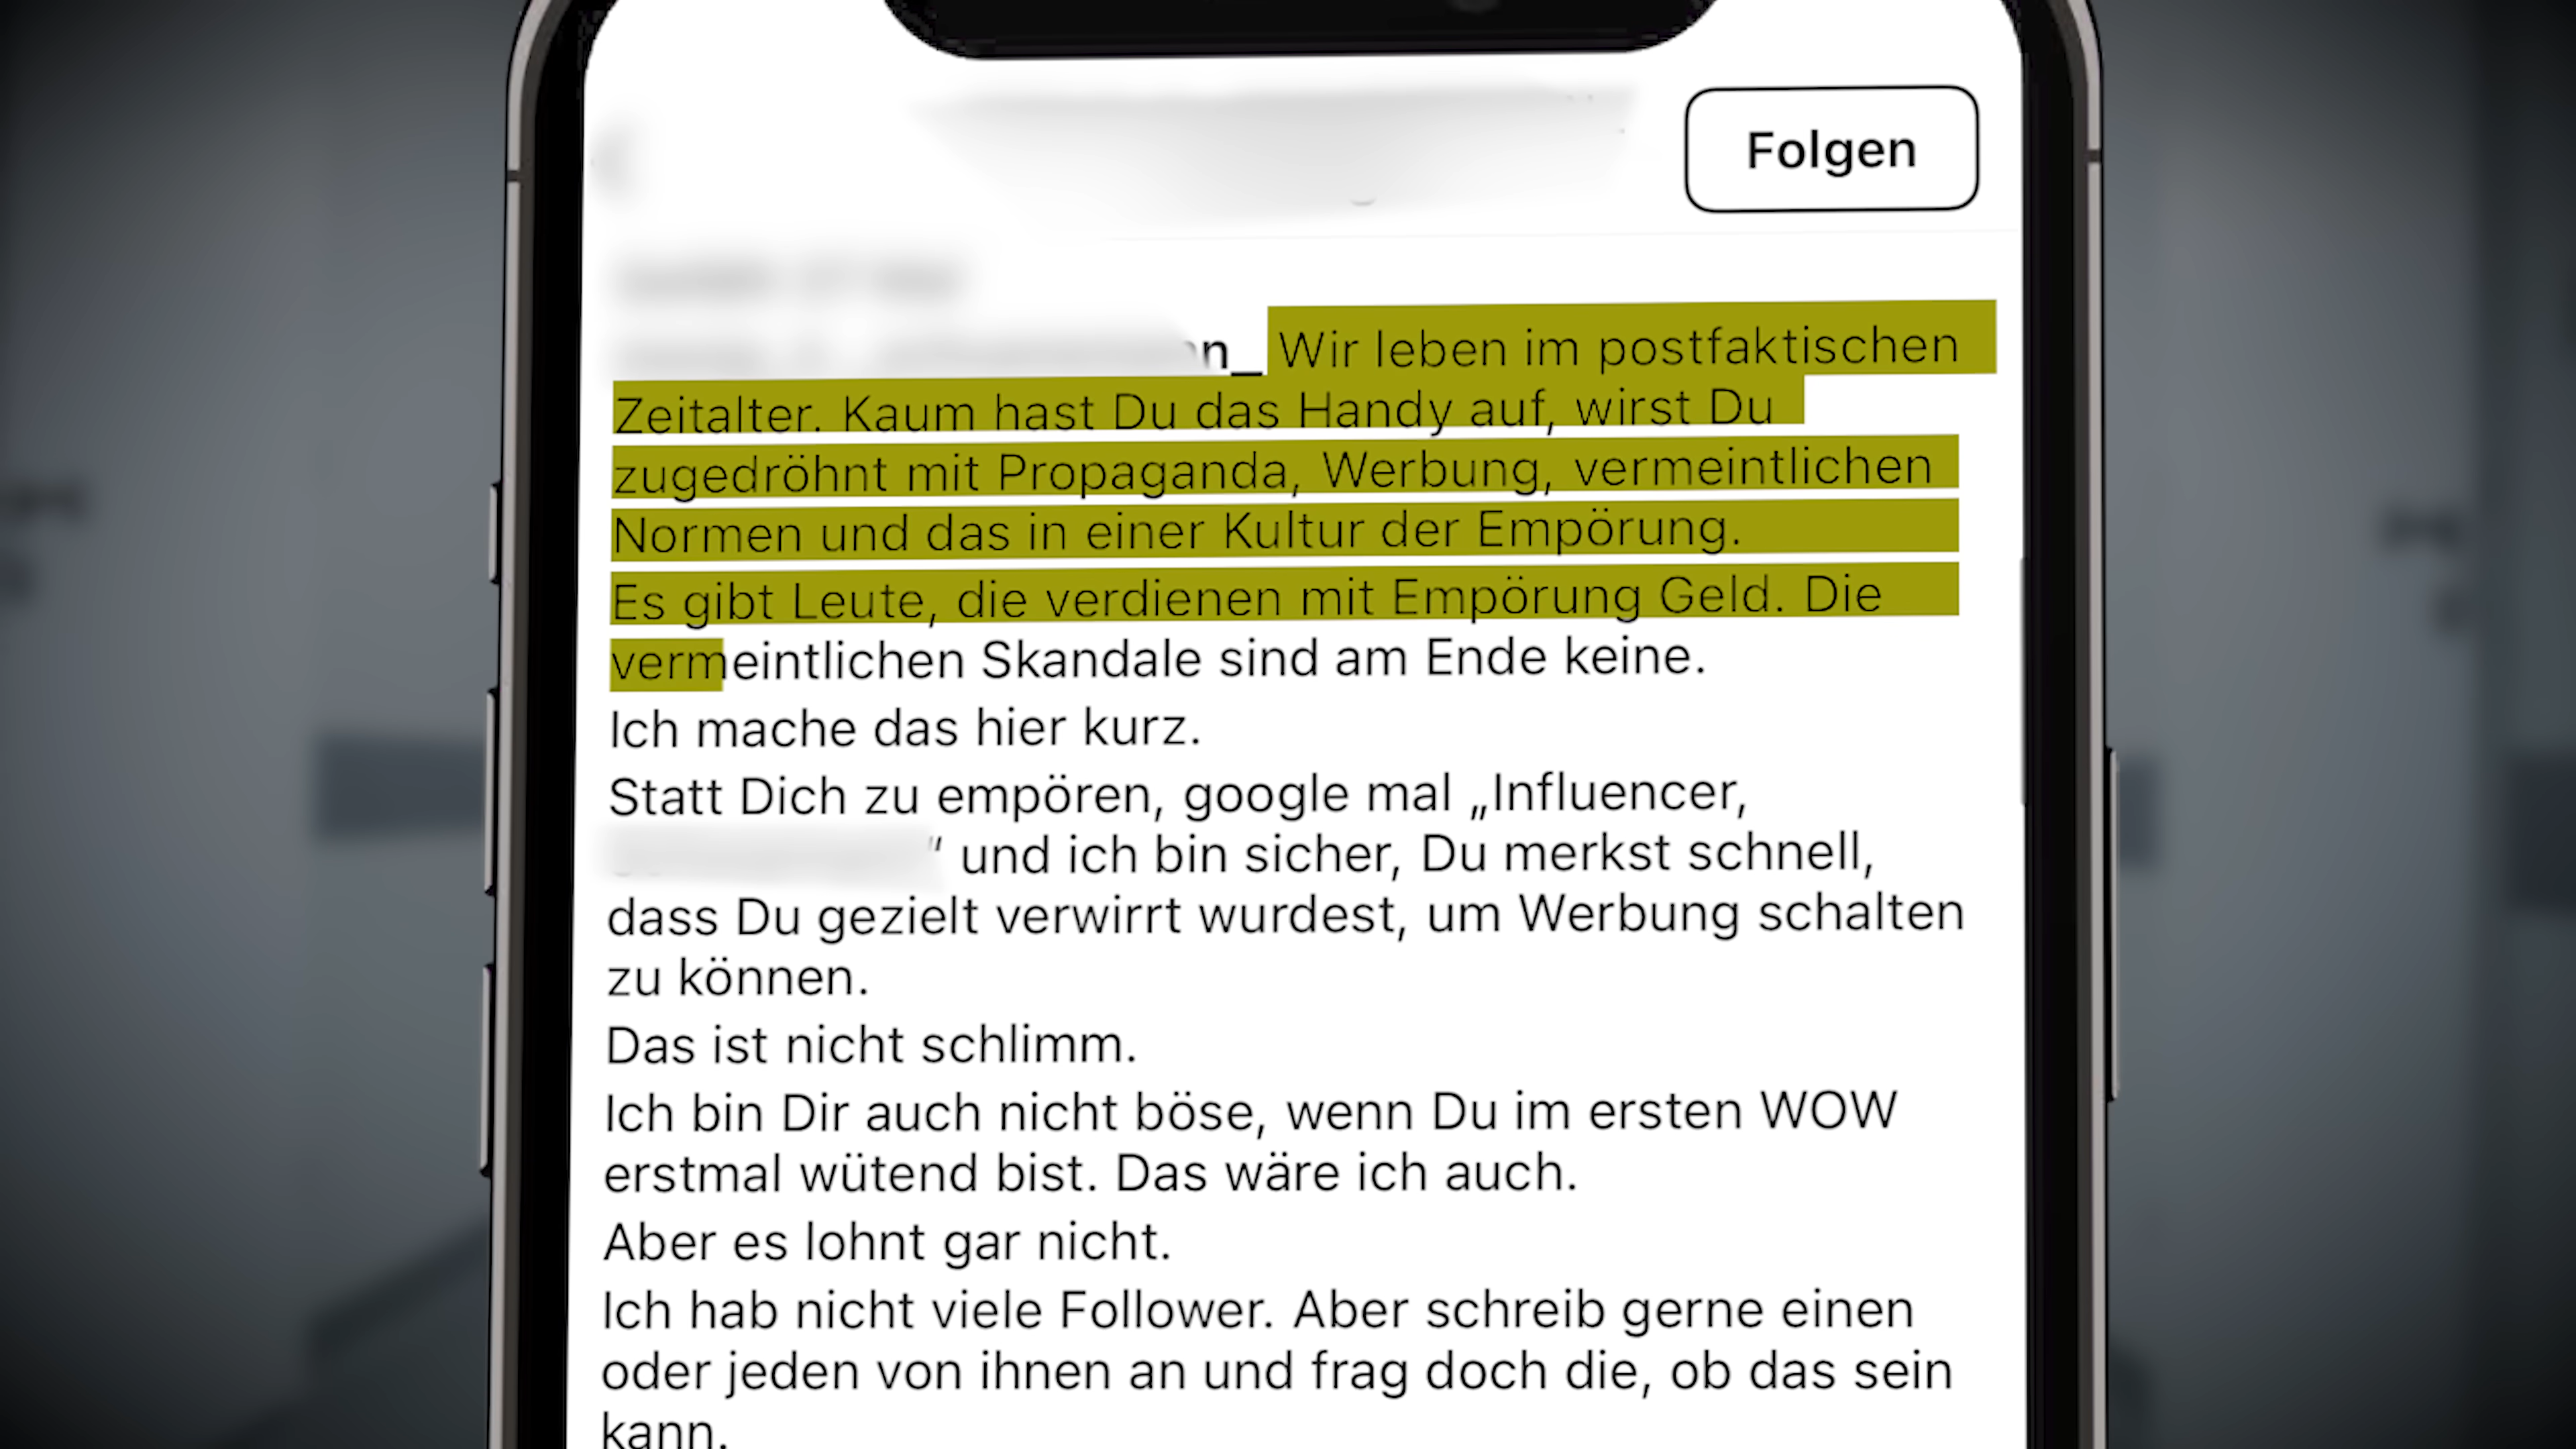 Folgen
n_ Wir leben im postfaktischen
Zeitalter. Kaum hast Du das Handy auf, wirst Du
zugedröhnt mit Propaganda, Werbung, vermeintlichen
Normen und das in einer Kultur der Empörung.
Es gibt Leute, die verdienen mit Empörung Geld. Die
vermeintlichen Skandale sind am Ende keine.
Ich mache das hier kurz.
Statt Dich zu empören, google mal „Influencer,
“ und ich bin sicher, Du merkst schnell,
dass Du gezielt verwirrt wurdest, um Werbung schalten
zu können.
Das ist nicht schlimm.
Ich bin Dir auch nicht böse, wenn Du im ersten WOW
erstmal wütend bist. Das wäre ich auch.
Aber es lohnt gar nicht.
Ich hab nicht viele Follower. Aber schreib gerne einen
oder jeden von ihnen an und frag doch die, ob das sein
kann.